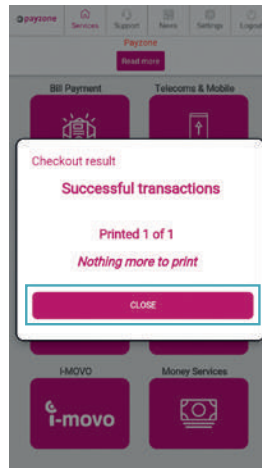 payzone
Services Support News Settings Logout
Payzone
Read more
Bill Payment Telecoms & Mobile
Checkout result
Successful transactions
Printed 1 of 1
Nothing more to print
CLOSE
I-MOVO Money Services
i-movo